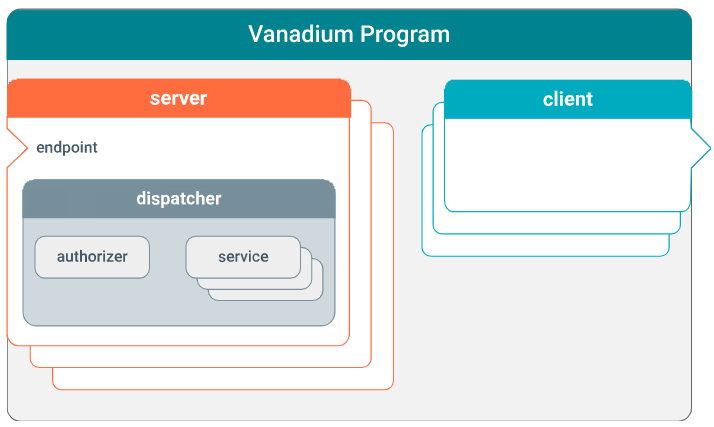 Vanadium Program
server
client
endpoint
dispatcher
authorizer
service